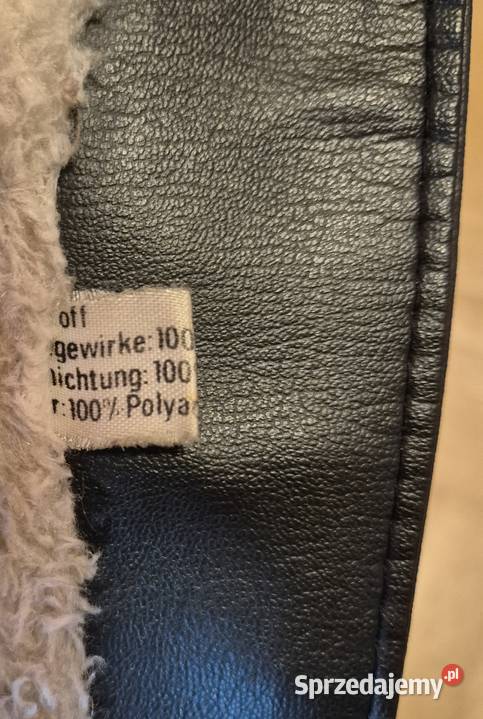 off
gewirke: 100
ichtung: 100
r: 100% Polya
Sprzedajemy.pl